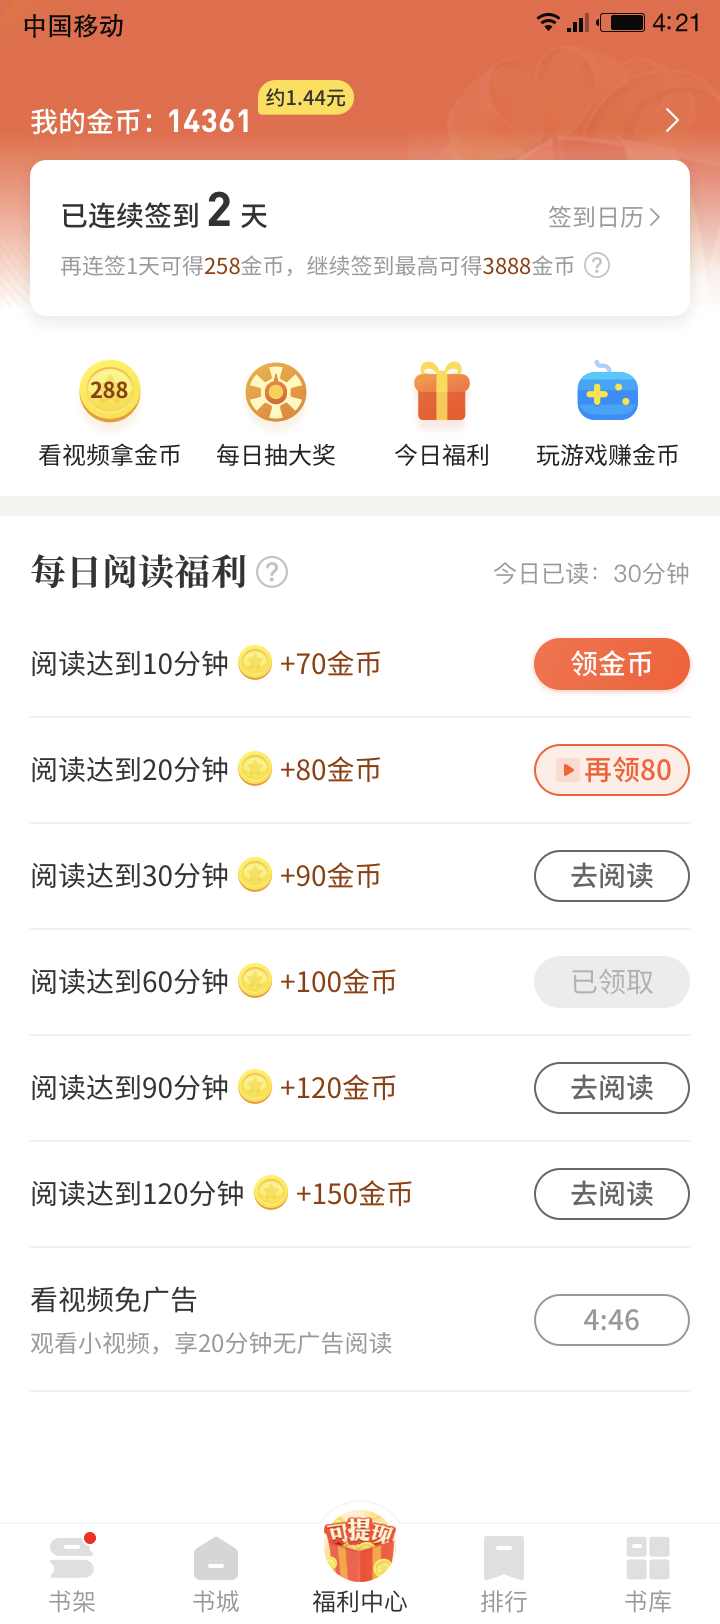 中国移动 4:21
我的金币：14361 约1.44元
已连续签到 2 天 签到日历
再连签1天可得258金币，继续签到最高可得3888金币 ?
288
看视频拿金币 每日抽大奖 今日福利 玩游戏赚金币
每日阅读福利 ? 今日已读：30分钟
阅读达到10分钟 +70金币 领金币
阅读达到20分钟 +80金币 再领80
阅读达到30分钟 +90金币 去阅读
阅读达到60分钟 +100金币 已领取
阅读达到90分钟 +120金币 去阅读
阅读达到120分钟 +150金币 去阅读
看视频免广告
观看小视频，享20分钟无广告阅读 4:46
可提现
书架 书城 福利中心 排行 书库